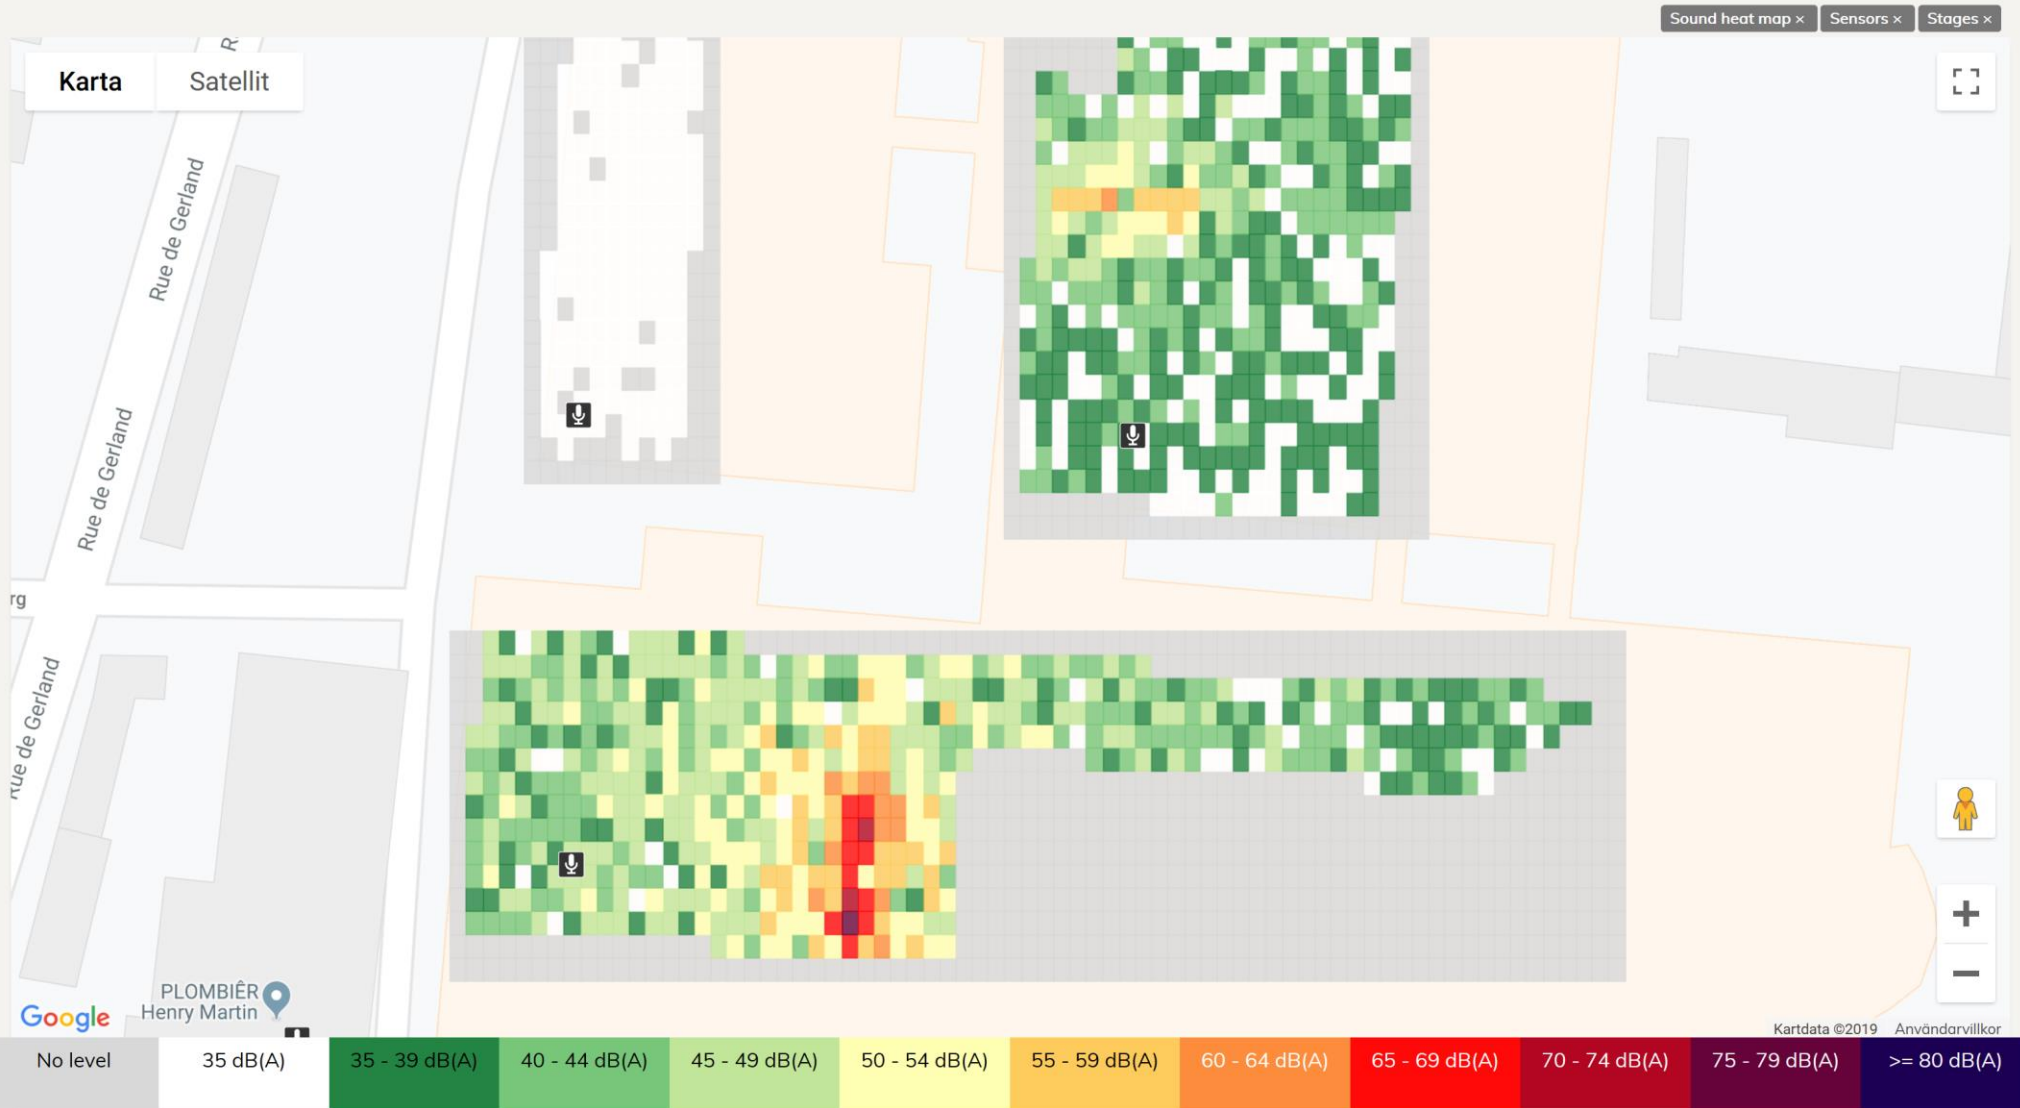 Sound heat map ×
Sensors ×
Stages ×
Karta
Satellit
Rue de Gerland
Rue de Gerland
rg
Rue de Gerland
PLOMBIÊR
Henry Martin
Google
Kartdata ©2019
Användarvillkor
No level
35 dB(A)
35 - 39 dB(A)
40 - 44 dB(A)
45 - 49 dB(A)
50 - 54 dB(A)
55 - 59 dB(A)
60 - 64 dB(A)
65 - 69 dB(A)
70 - 74 dB(A)
75 - 79 dB(A)
>= 80 dB(A)